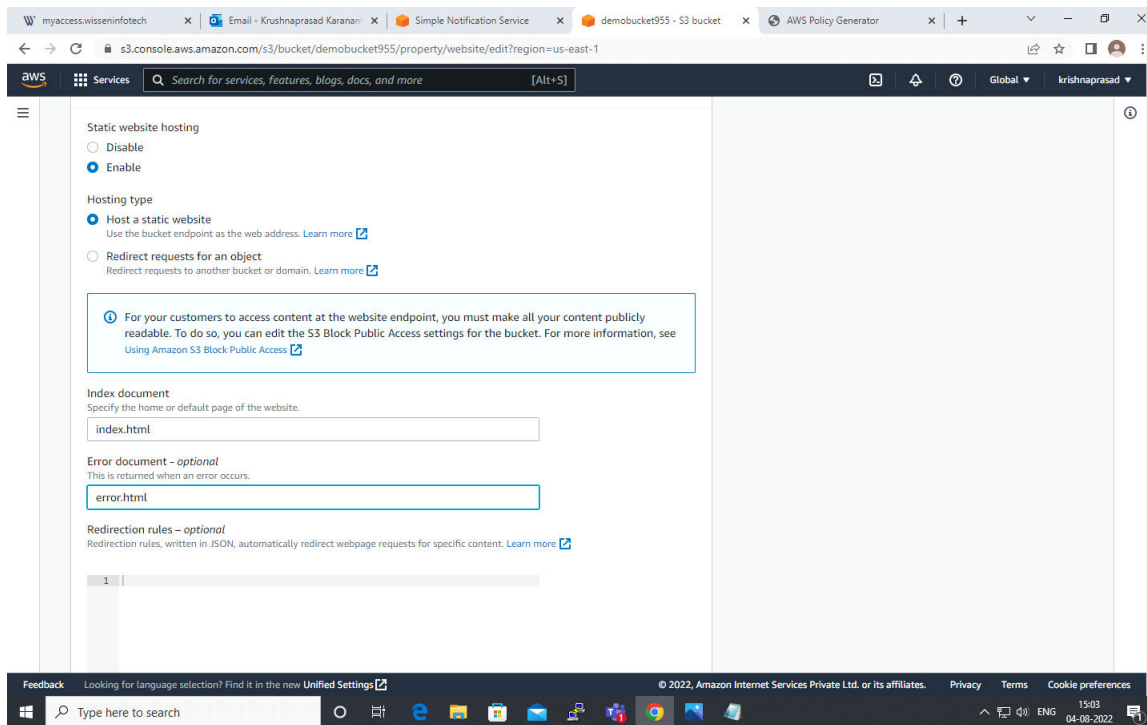 myaccess.wisseninfotech
Email - Krushnaprasad Karanam
Simple Notification Service
demobucket955 - S3 bucket
AWS Policy Generator
s3.console.aws.amazon.com/s3/bucket/demobucket955/property/website/edit?region=us-east-1
aws
Services
Search for services, features, blogs, docs, and more
[Alt+S]
Global
krishnaprasad
Static website hosting
Disable
Enable
Hosting type
Host a static website
Use the bucket endpoint as the web address. Learn more
Redirect requests for an object
Redirect requests to another bucket or domain. Learn more
For your customers to access content at the website endpoint, you must make all your content publicly
readable. To do so, you can edit the S3 Block Public Access settings for the bucket. For more information, see
Using Amazon S3 Block Public Access
Index document
Specify the home or default page of the website.
index.html
Error document - optional
This is returned when an error occurs.
error.html
Redirection rules – optional
Redirection rules, written in JSON, automatically redirect webpage requests for specific content. Learn more
1
Feedback
Looking for language selection? Find it in the new Unified Settings
© 2022, Amazon Internet Services Private Ltd. or its affiliates.
Privacy
Terms
Cookie preferences
Type here to search
ENG
15:03
04-08-2022